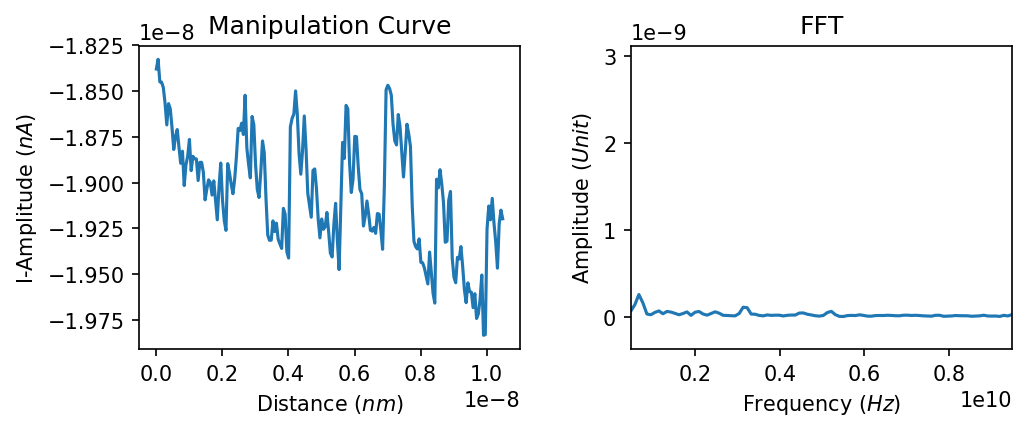 Manipulation Curve
1e−8
−1.825
−1.850
−1.875
−1.900
−1.925
−1.950
−1.975
I-Amplitude (nA)
0.0 0.2 0.4 0.6 0.8 1.0
1e−8
Distance (nm)
FFT
1e−9
3
2
1
0
Amplitude (Unit)
0.2 0.4 0.6 0.8
1e10
Frequency (Hz)